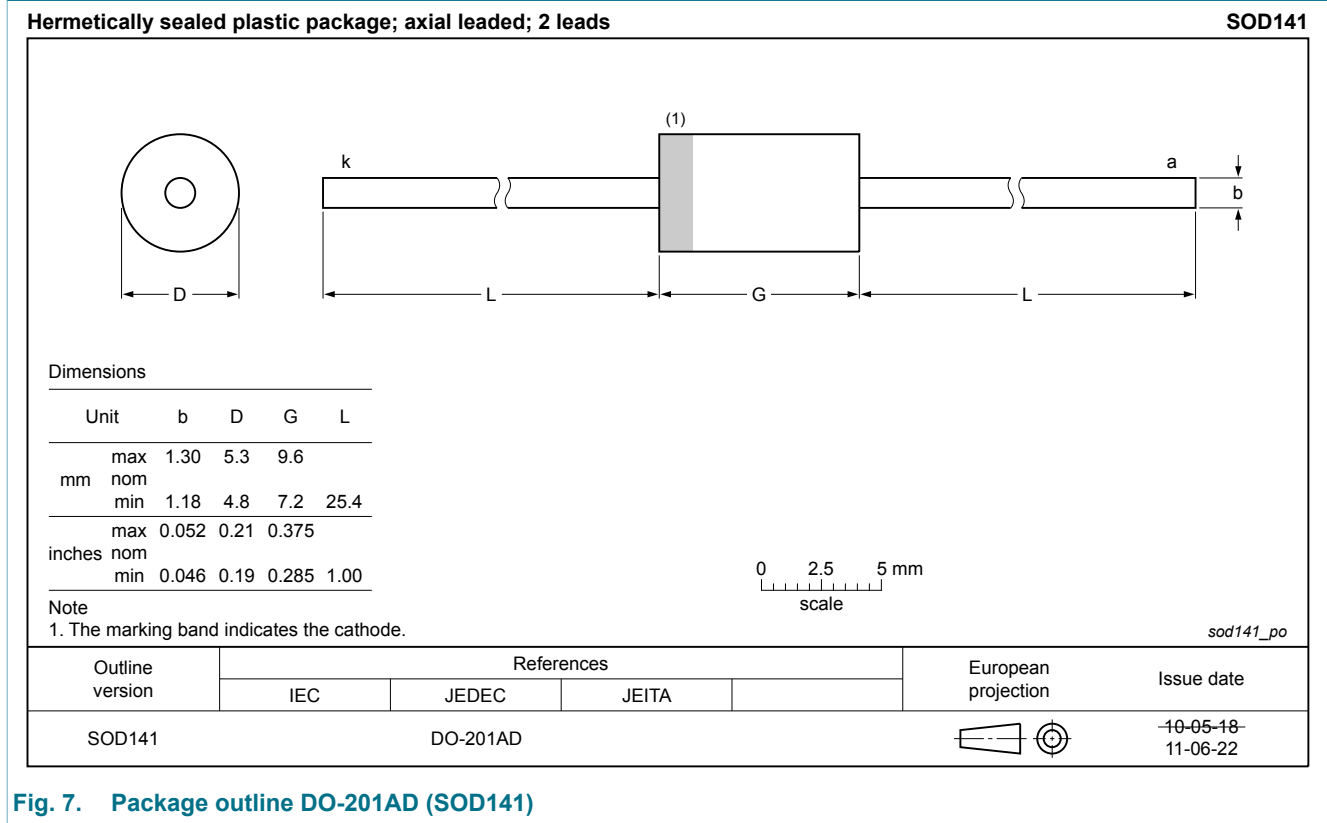 Hermetically sealed plastic package; axial leaded; 2 leads SOD141
(1)
k a
b
D L G L
Dimensions
Unit b D G L
max 1.30 5.3 9.6
mm nom
min 1.18 4.8 7.2 25.4
max 0.052 0.21 0.375
inches nom
min 0.046 0.19 0.285 1.00
0 2.5 5 mm
scale
Note
1. The marking band indicates the cathode.
sod141_po
Outline version References European projection Issue date
IEC JEDEC JEITA
SOD141 DO-201AD 10-05-18
11-06-22
Fig. 7. Package outline DO-201AD (SOD141)